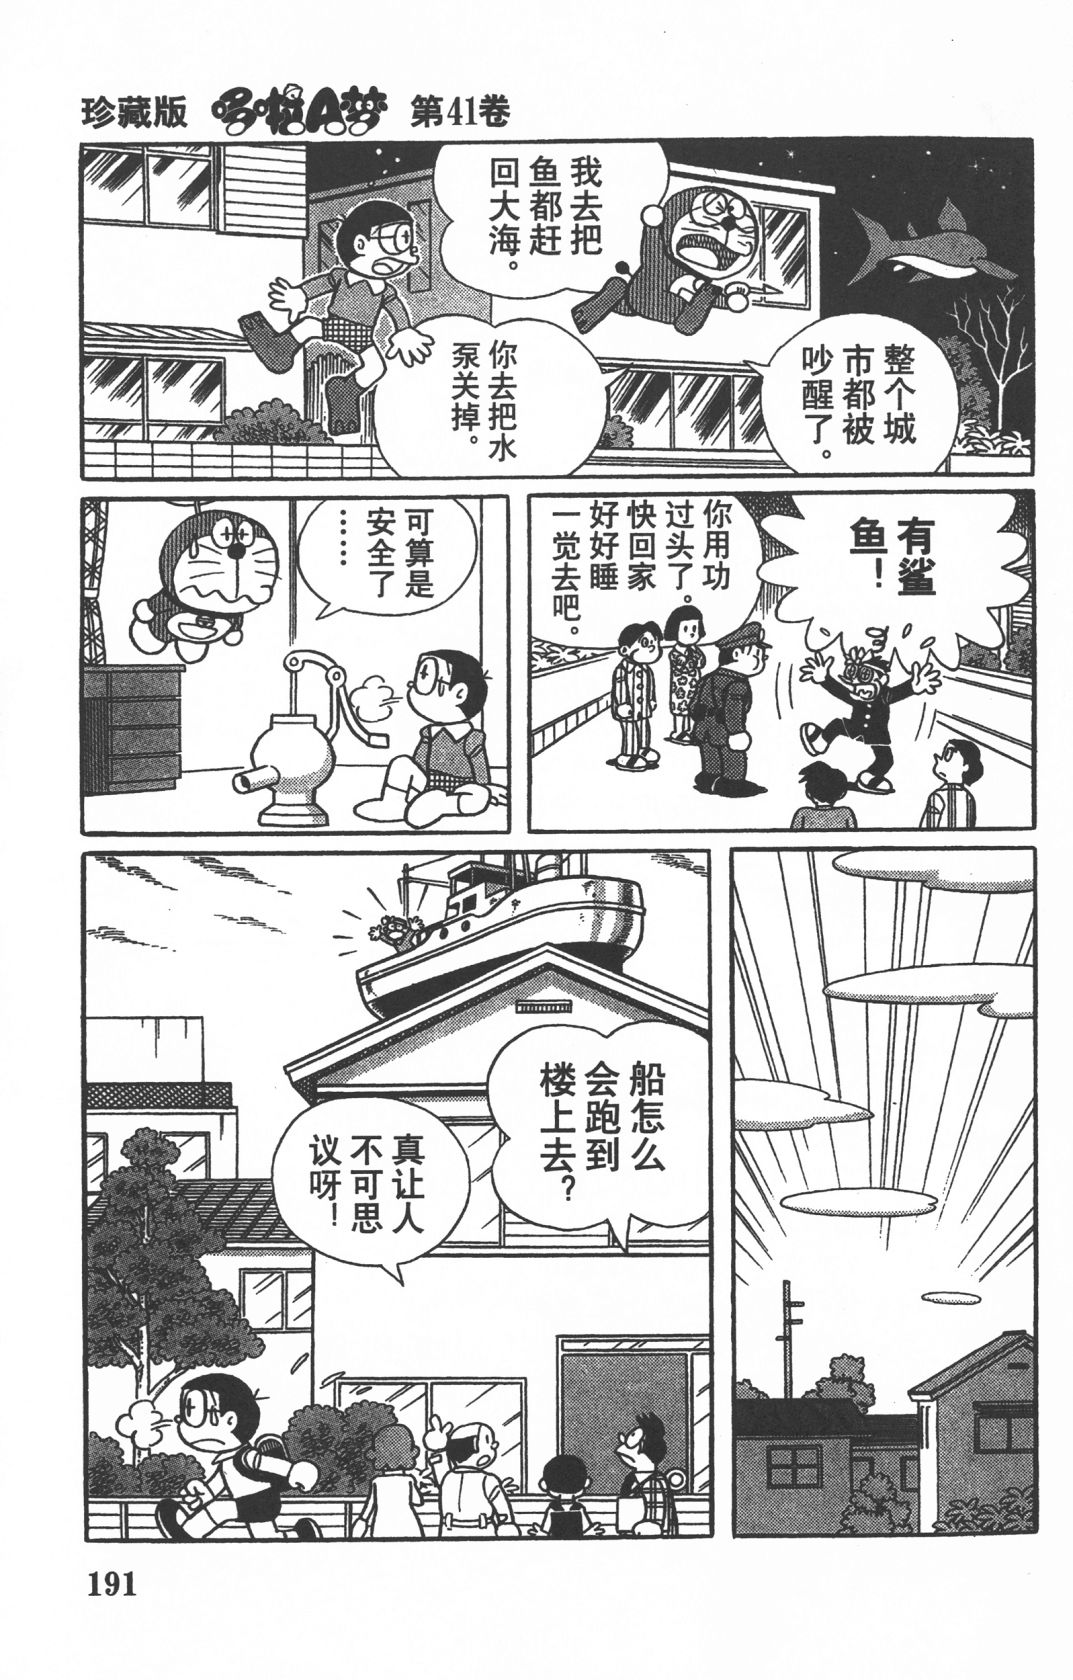 珍藏版 哆啦A梦 第41卷
整个城
市都被
吵醒了。
我去把
鱼都赶
回大海。
你去把水
泵关掉。
有鲨
鱼！
你用功
过头了。
快回家
好好睡
一觉去吧。
可算是
安全了
……
船怎么
会跑到
楼上去？
真让人
不可思
议呀！
191